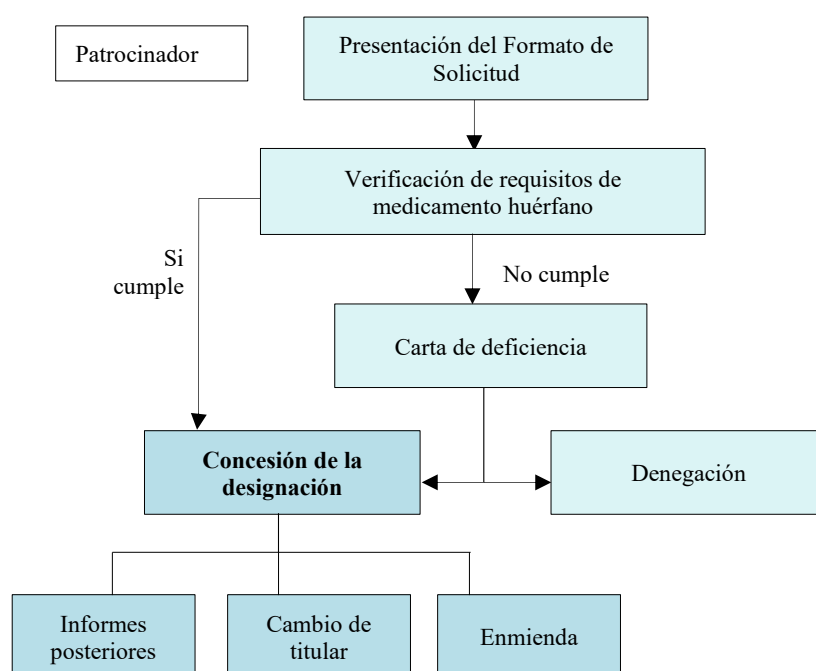 Patrocinador
Presentación del Formato de
Solicitud
Verificación de requisitos de
medicamento huérfano
Si
cumple
No cumple
Carta de deficiencia
Concesión de la
designación
Denegación
Informes
posteriores
Cambio de
titular
Enmienda